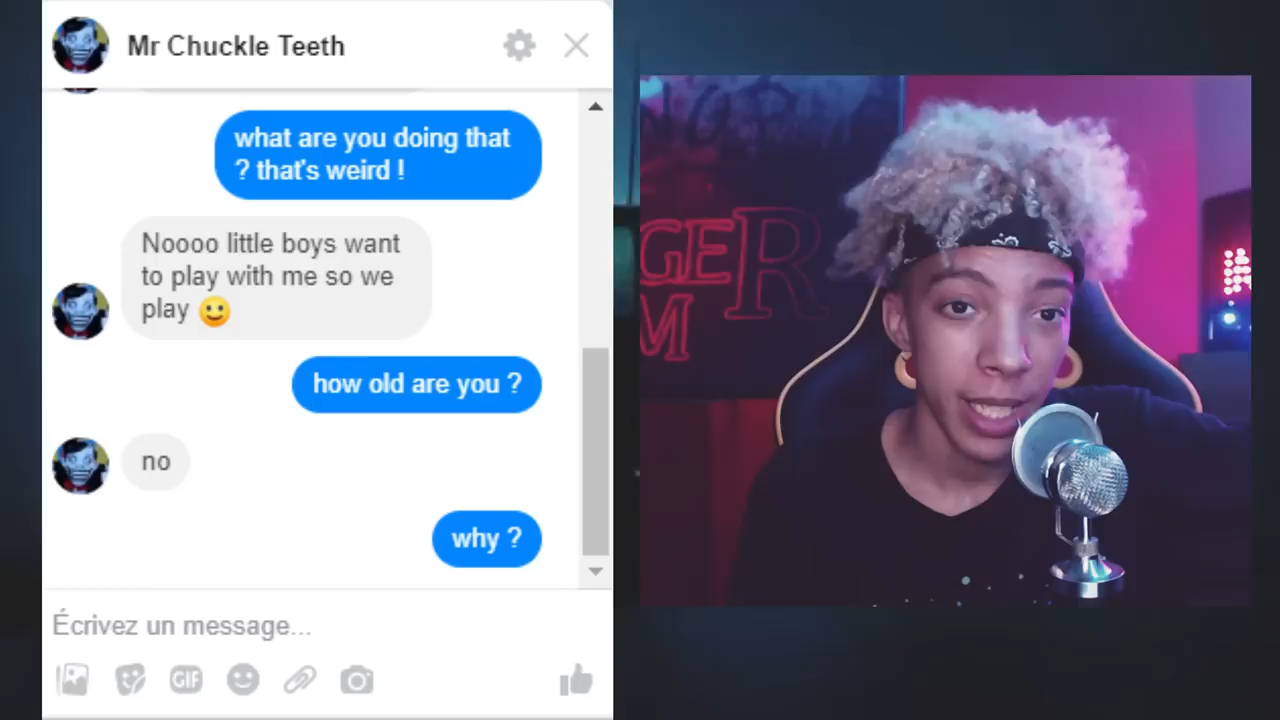 Mr Chuckle Teeth
what are you doing that
? that's weird !
Noooo little boys want
to play with me so we
play 🙂
how old are you ?
no
why ?
Écrivez un message...
GIF
GER
M